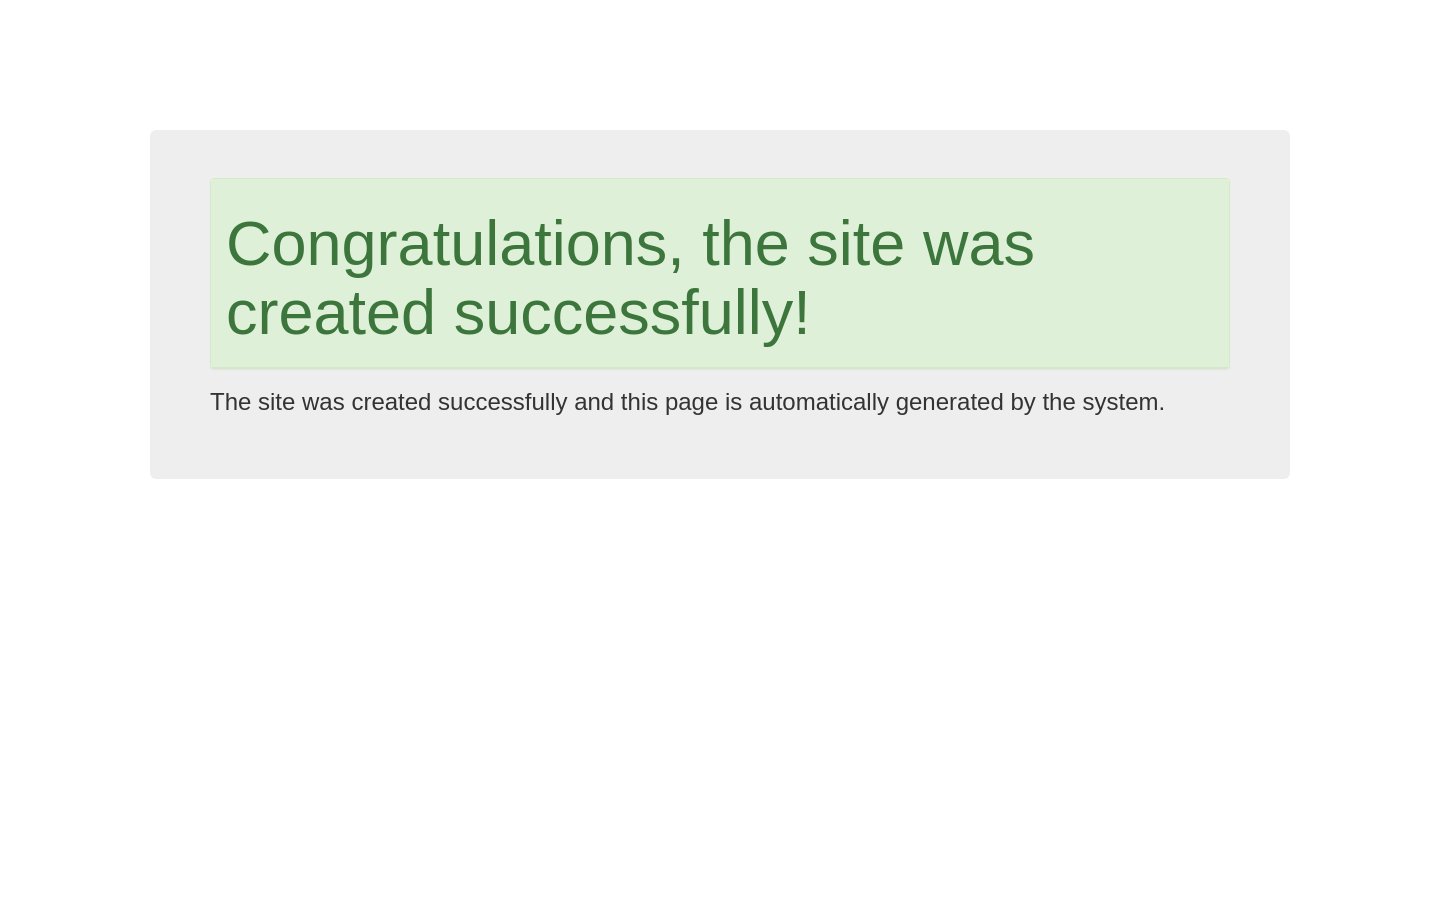 Congratulations, the site was
created successfully!
The site was created successfully and this page is automatically generated by the system.